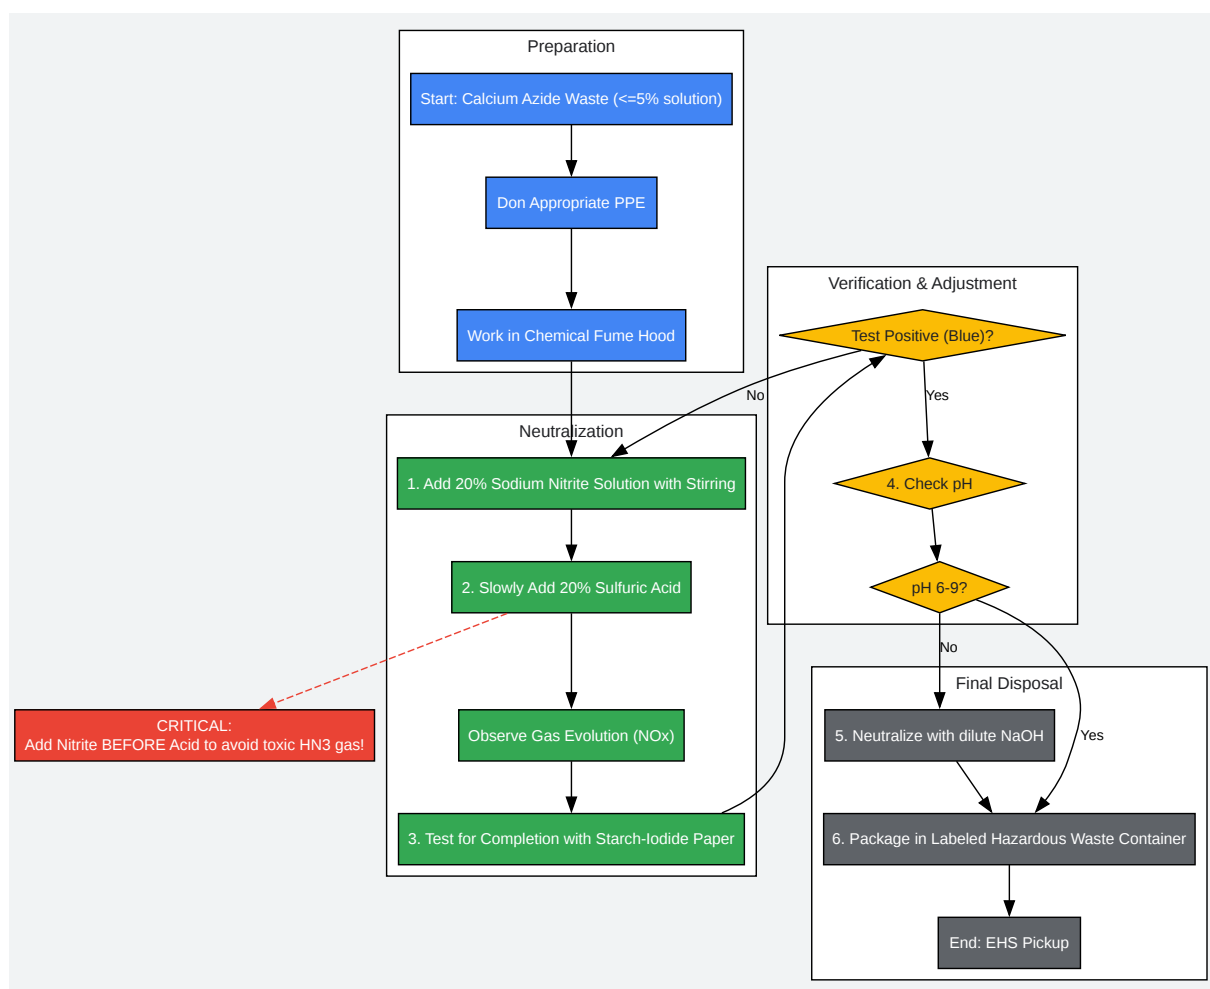 Preparation
Start: Calcium Azide Waste (<=5% solution)
Don Appropriate PPE
Work in Chemical Fume Hood
Verification & Adjustment
Test Positive (Blue)?
No
Yes
Neutralization
1. Add 20% Sodium Nitrite Solution with Stirring
4. Check pH
2. Slowly Add 20% Sulfuric Acid
pH 6-9?
No
Final Disposal
CRITICAL:
Add Nitrite BEFORE Acid to avoid toxic HN3 gas!
Observe Gas Evolution (NOx)
5. Neutralize with dilute NaOH
Yes
3. Test for Completion with Starch-Iodide Paper
6. Package in Labeled Hazardous Waste Container
End: EHS Pickup